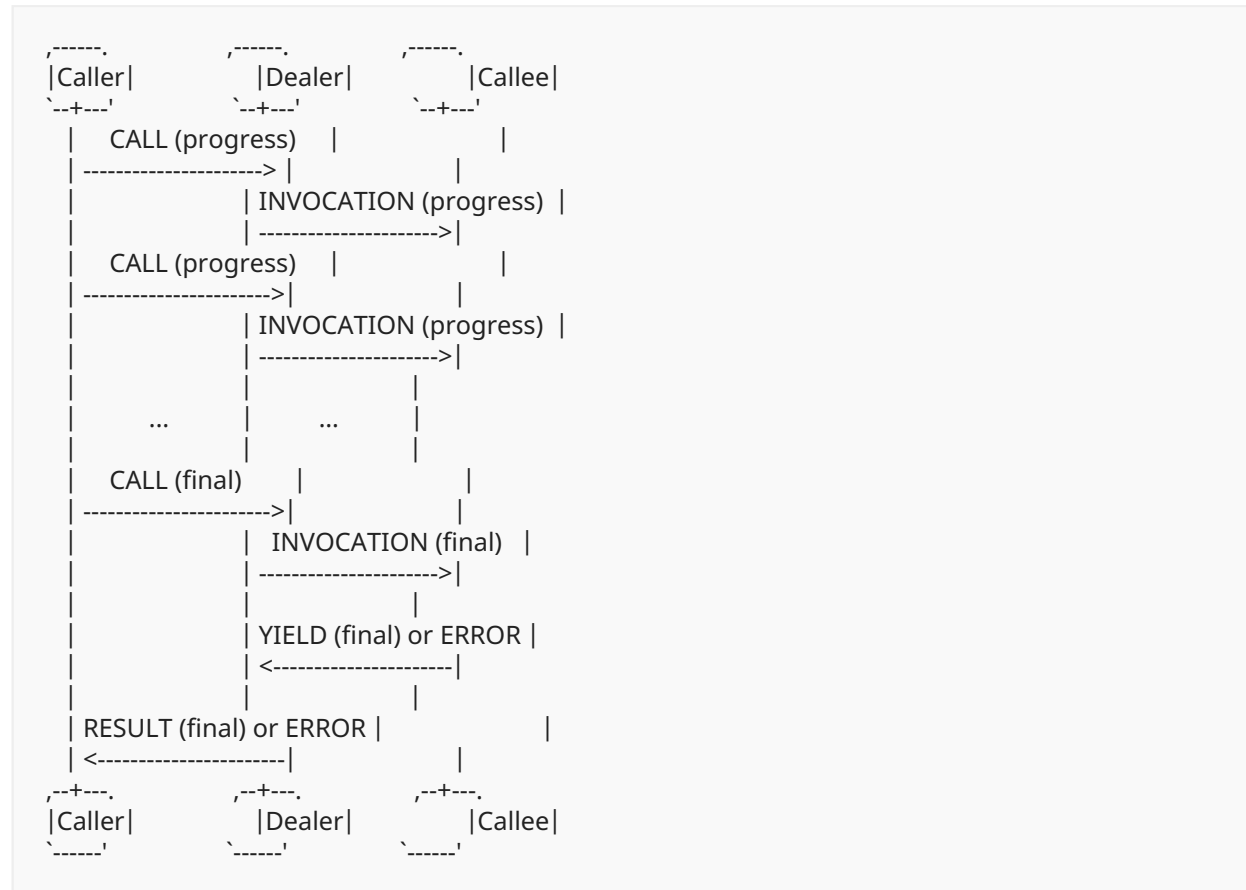 ,------.          ,------.          ,------.
|Caller|          |Dealer|          |Callee|
`--+---'          `--+---'          `--+---'
| CALL (progress) | |
| ----------------------> | |
| | INVOCATION (progress) |
| | ---------------------->|
| CALL (progress) | |
| ----------------------->| |
| | INVOCATION (progress) |
| | ---------------------->|
| | |
| ... | ... |
| | |
| CALL (final) | |
| ----------------------->| |
| | INVOCATION (final) |
| | ---------------------->|
| | |
| | YIELD (final) or ERROR |
| | <----------------------|
| | |
| RESULT (final) or ERROR | |
| <-----------------------| |
,--+---.          ,--+---.          ,--+---.
|Caller|          |Dealer|          |Callee|
`------'          `------'          `------'